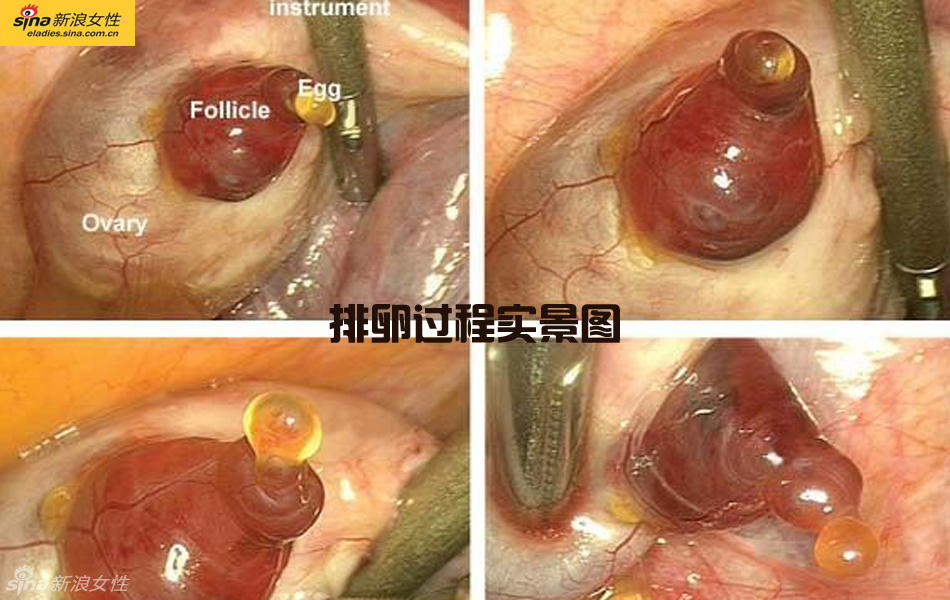 instrument
sina新浪女性
eladies.sina.com.cn
Egg
Follicle
Ovary
排卵过程实景图
sina新浪女性